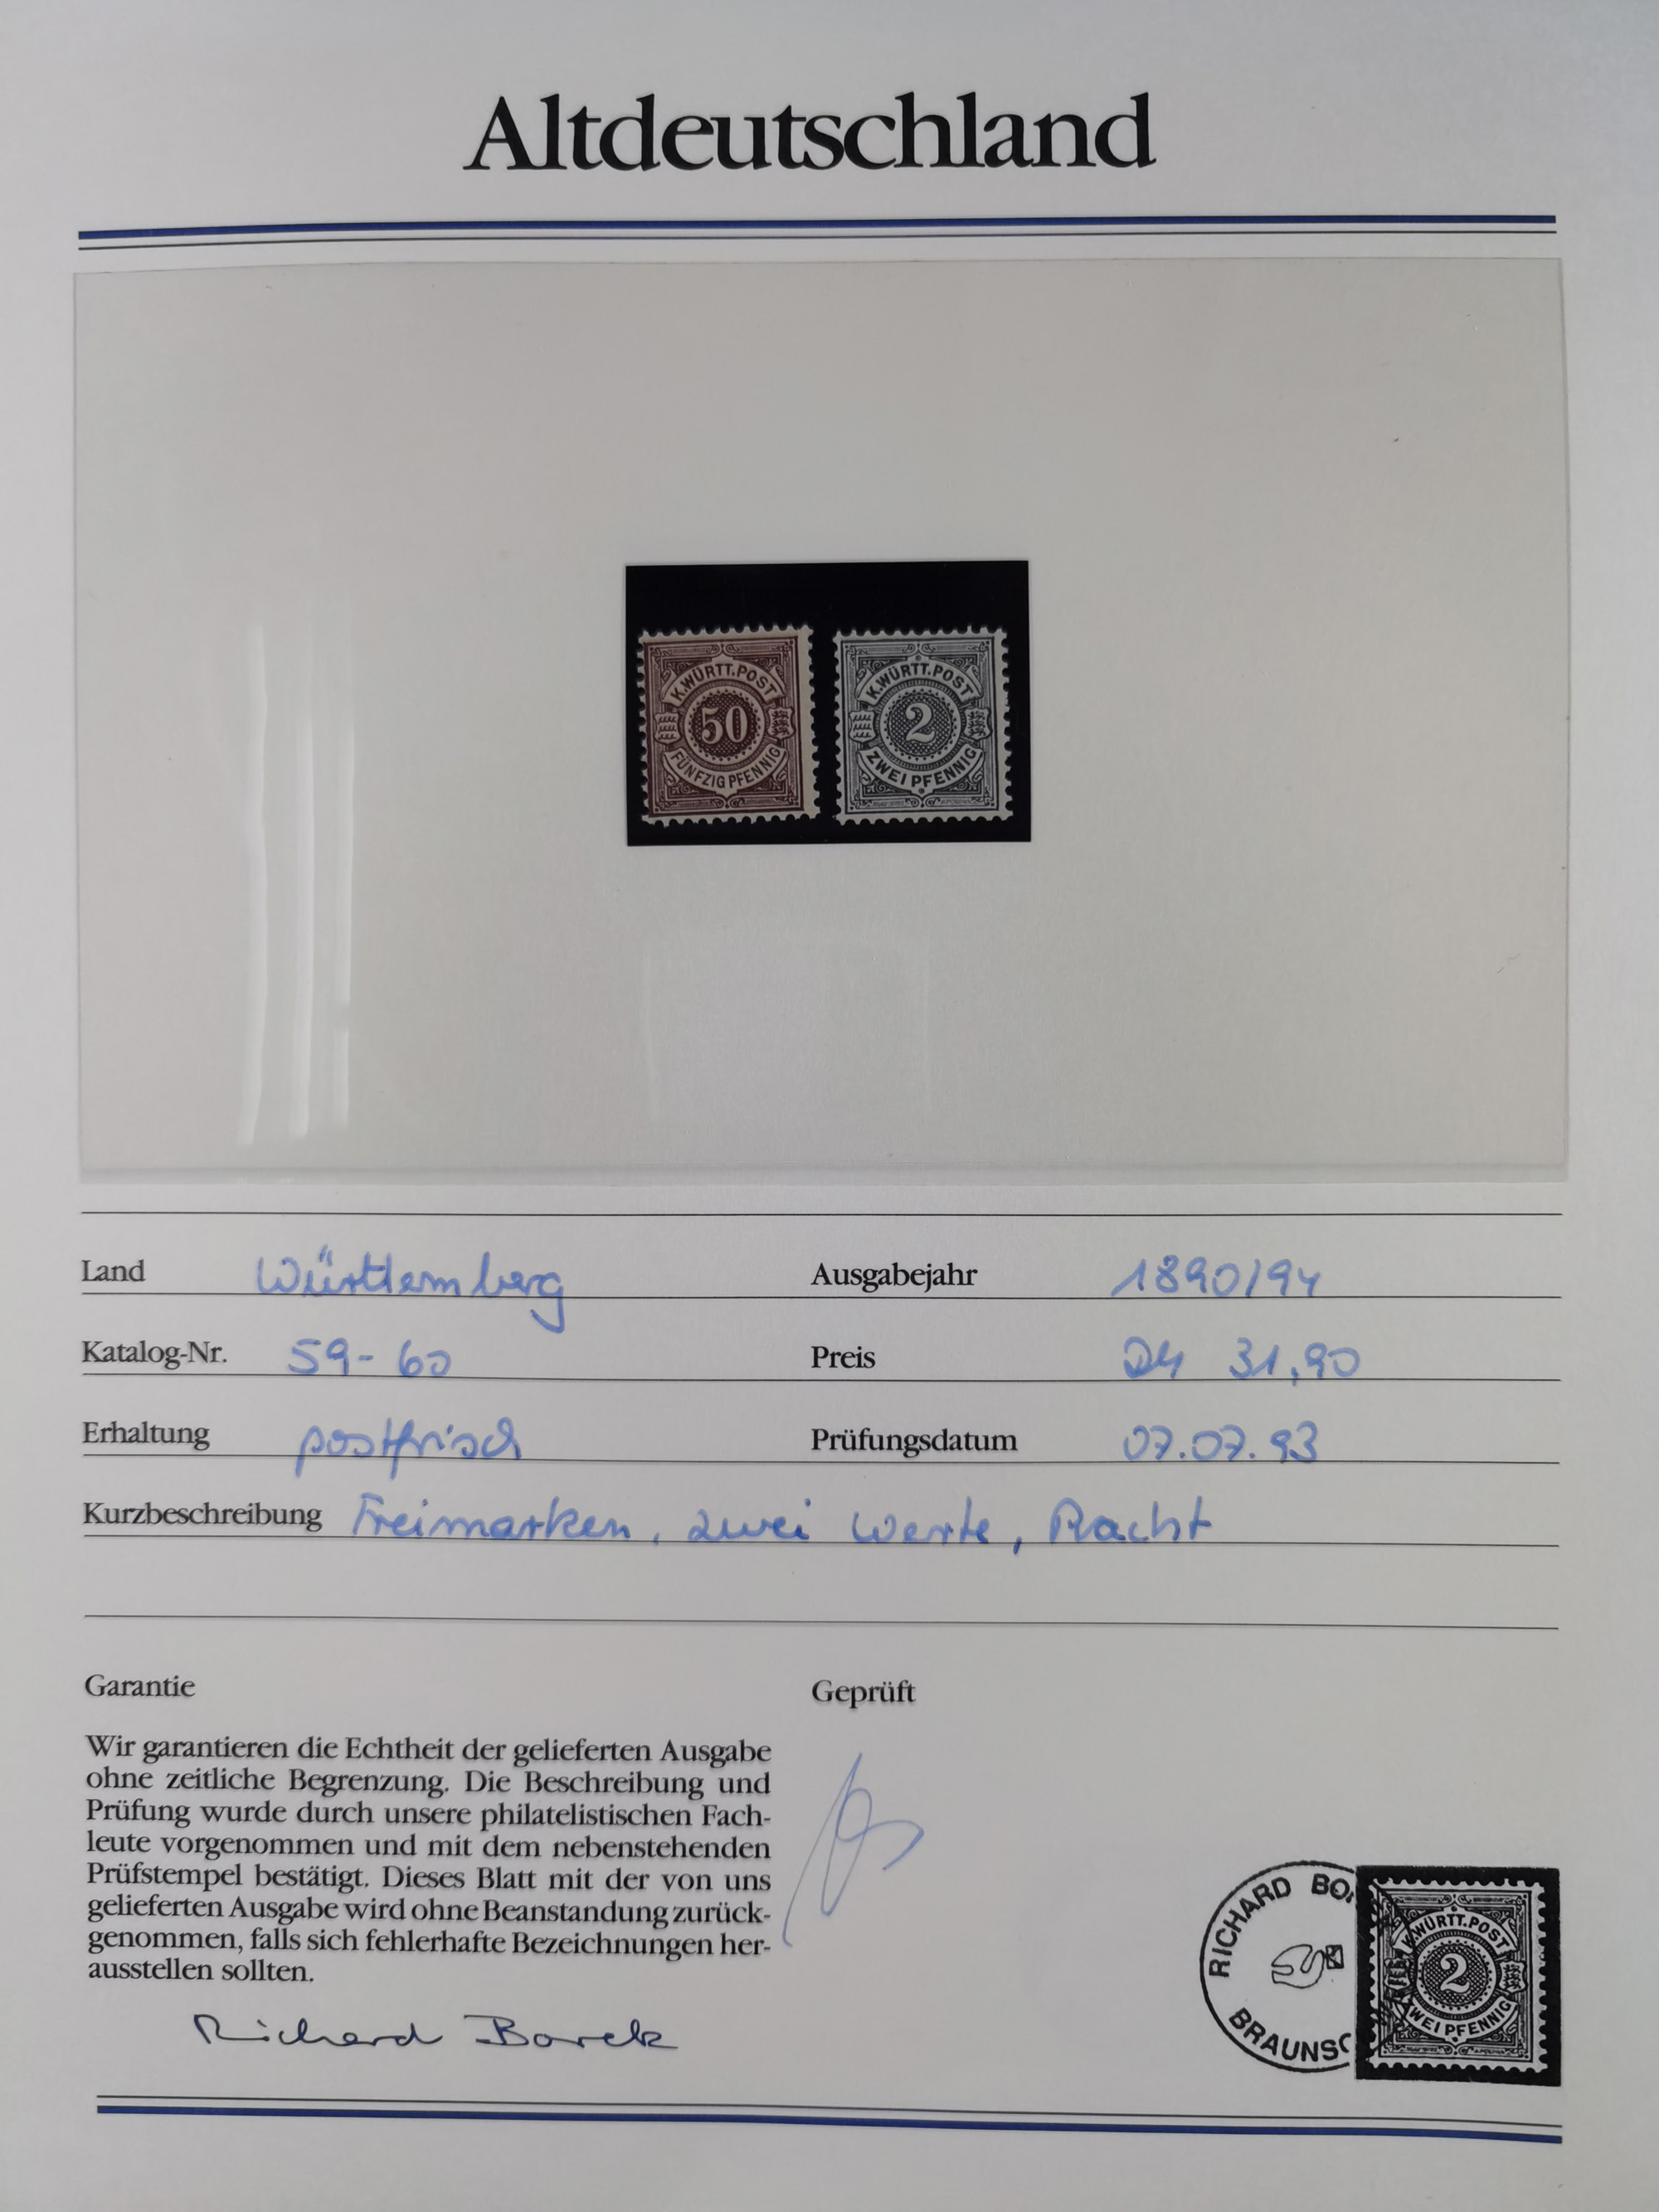 Altdeutschland
K.WÜRTT.POST
50
FÜNFZIG PFENNIG
K.WÜRTT.POST
2
ZWEI PFENNIG
Land Württemberg Ausgabejahr 1890/94
Katalog-Nr. 59-60 Preis DM 31,90
Erhaltung postfrisch Prüfungsdatum 07.07.93
Kurzbeschreibung Freimarken, zwei Werte, Pracht
Garantie Geprüft
Wir garantieren die Echtheit der gelieferten Ausgabe
ohne zeitliche Begrenzung. Die Beschreibung und
Prüfung wurde durch unsere philatelistischen Fach-
leute vorgenommen und mit dem nebenstehenden
Prüfstempel bestätigt. Dieses Blatt mit der von uns
gelieferten Ausgabe wird ohne Beanstandung zurück-
genommen, falls sich fehlerhafte Bezeichnungen her-
ausstellen sollten.
Richard Borek
RICHARD BO
BRAUNSC
K.WÜRTT.POST
2
ZWEI PFENNIG